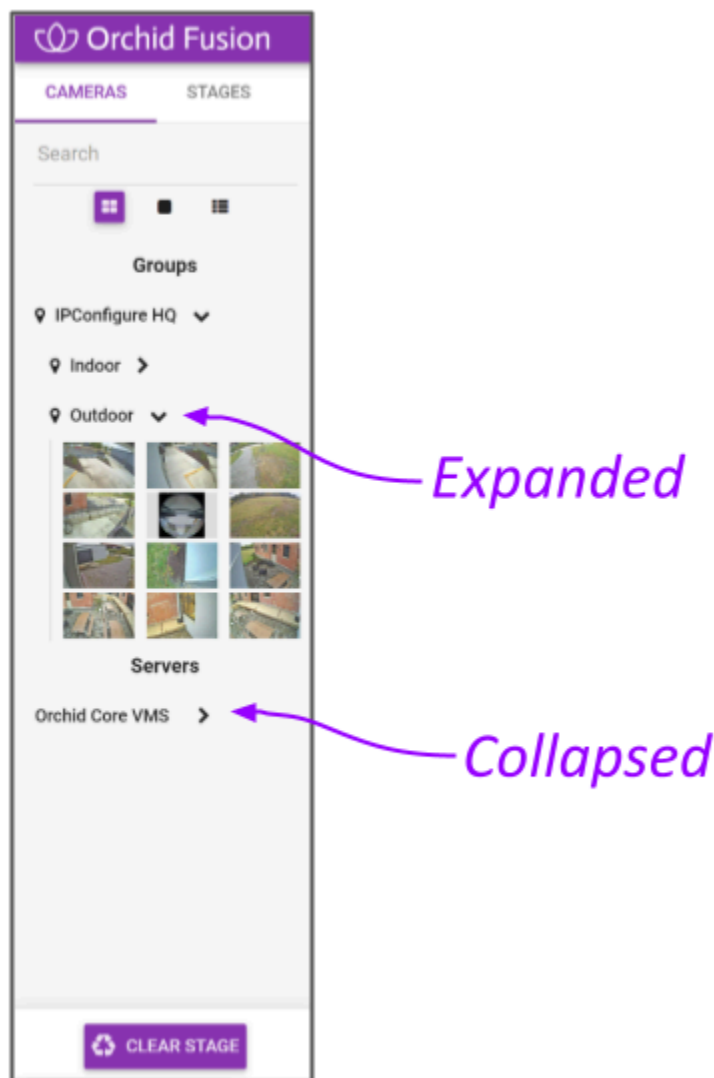 Orchid Fusion
CAMERAS STAGES
Search
Groups
IPConfigure HQ
Indoor
Outdoor
Expanded
Servers
Orchid Core VMS
Collapsed
CLEAR STAGE